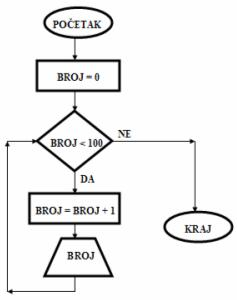 POČETAK
BROJ = 0
BROJ < 100
NE
DA
BROJ = BROJ + 1
KRAJ
BROJ